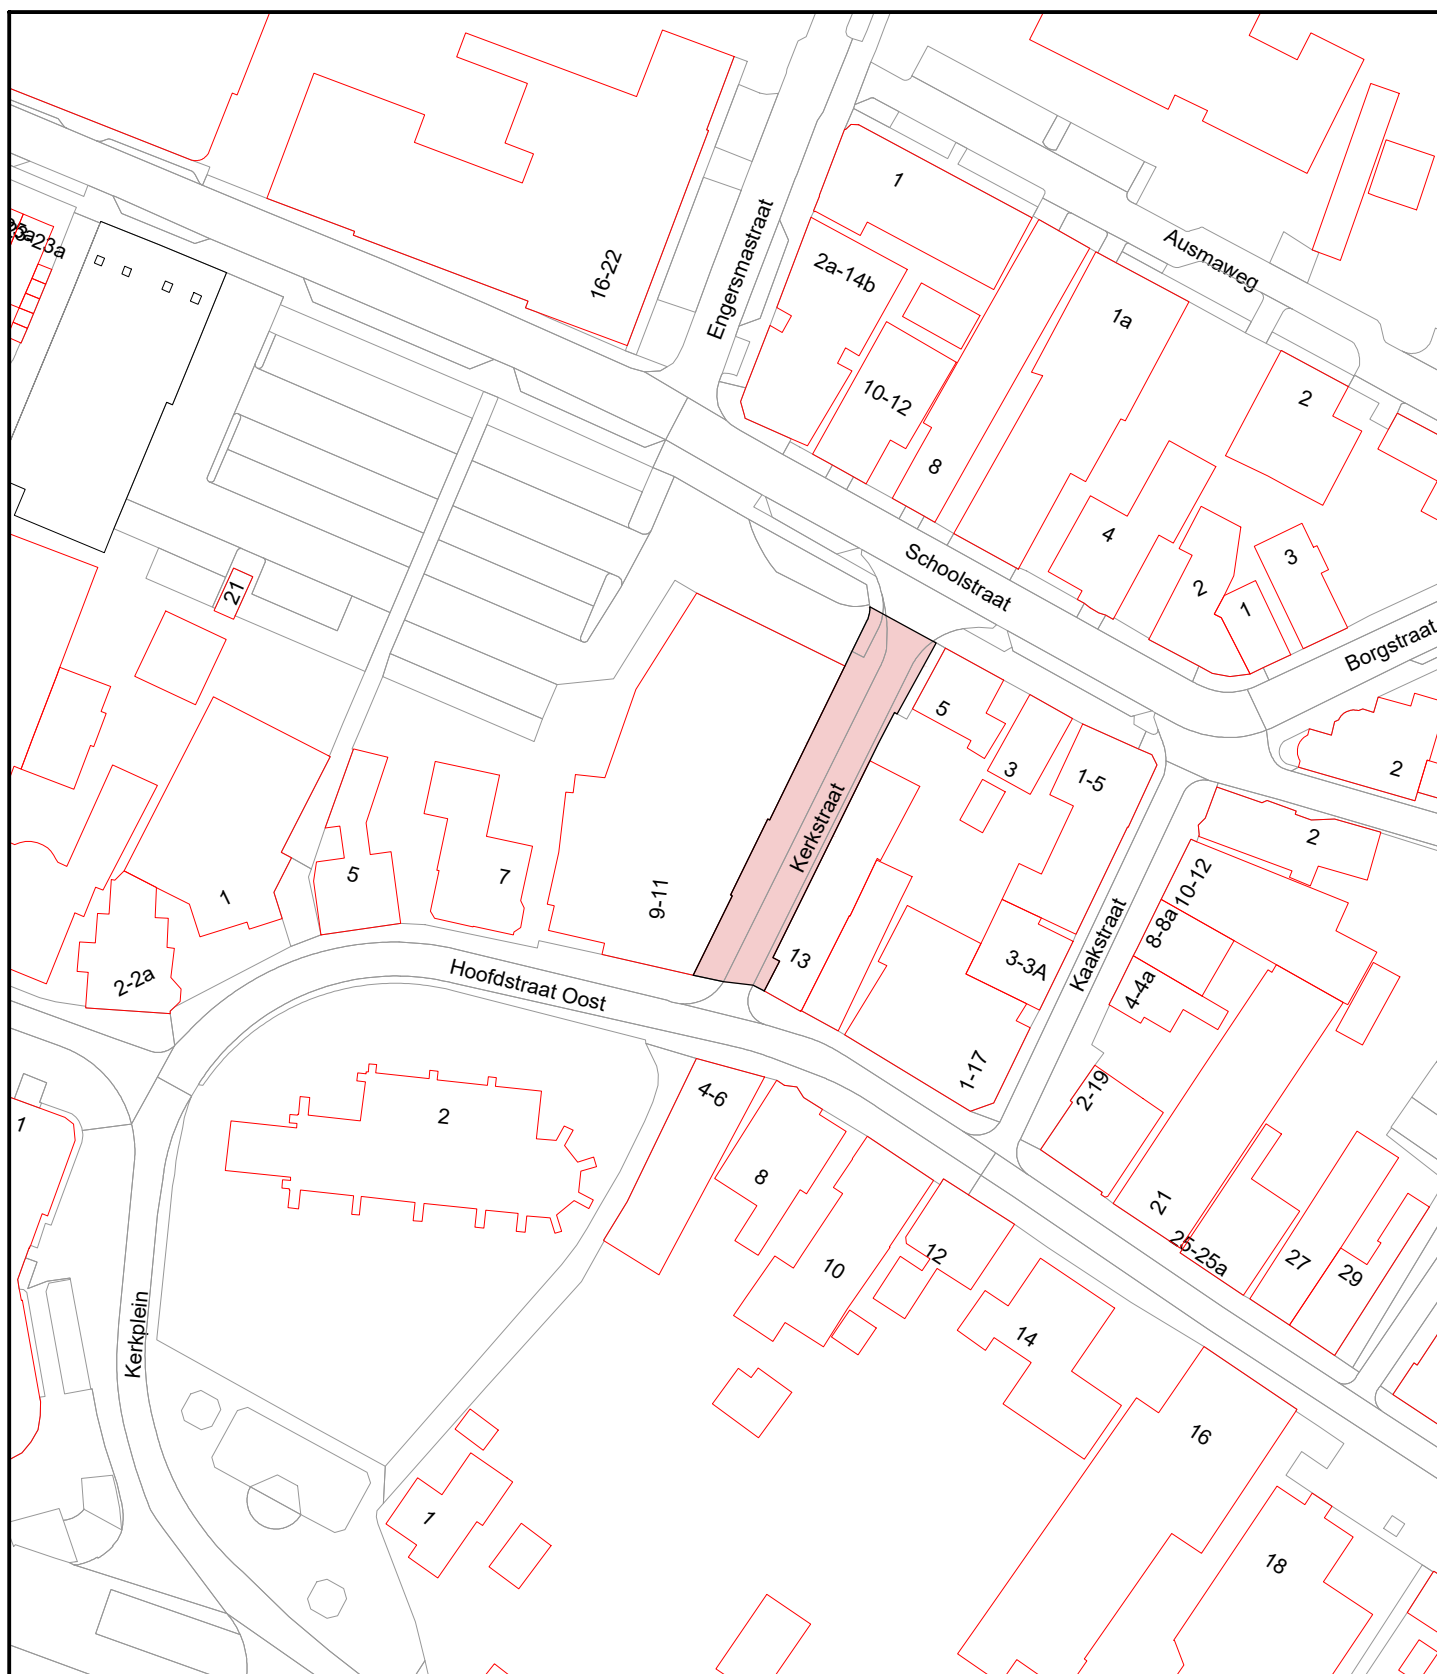 1
Ausmaweg
23a
16-22
Engersmastraat
2a-14b
1a
10-12
2
8
4
Schoolstraat
3
2
1
21
Borgstraat
5
3
1-5
2
2
Kerkstraat
10-12
5
7
1
9-11
8-8a
13
3-3A
Kaakstraat
4-4a
2-2a
Hoofdstraat Oost
1-17
2-19
4-6
2
1
8
21
10
12
25-25a
27
29
Kerkplein
14
16
1
18